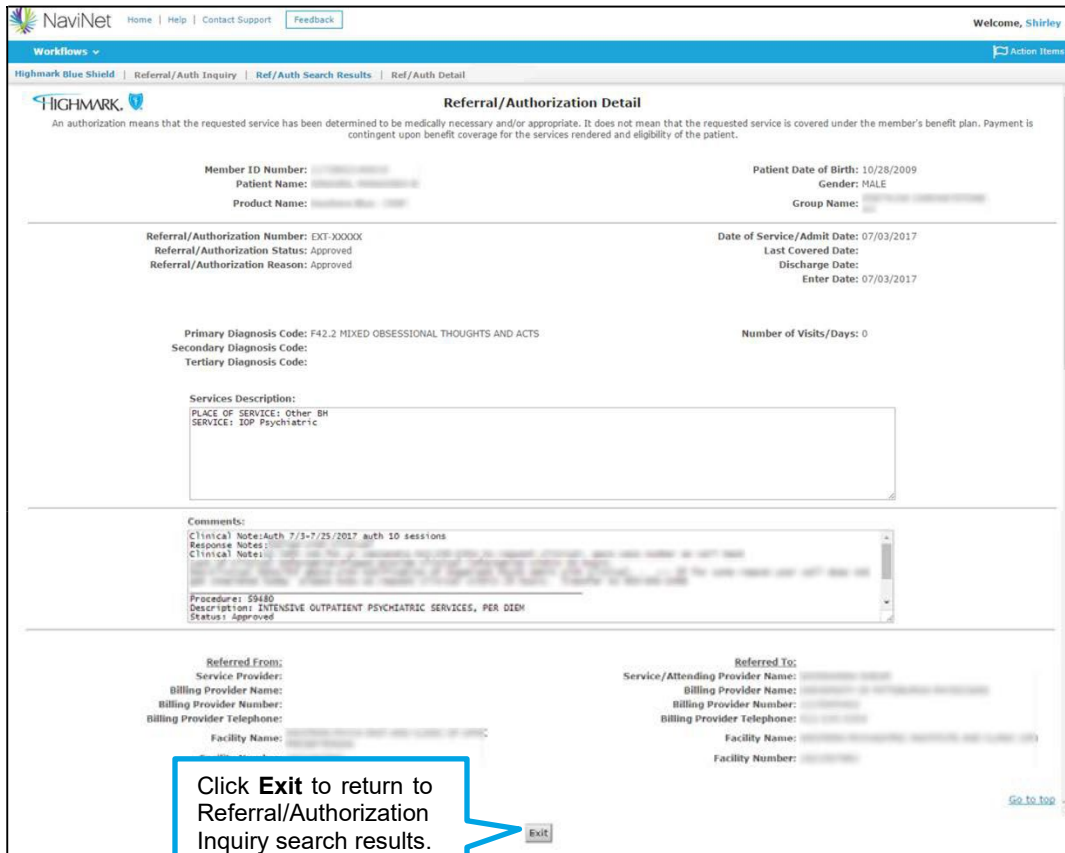 NaviNet Home | Help | Contact Support Feedback Welcome, Shirley
Workflows Action Items
Highmark Blue Shield | Referral/Auth Inquiry | Ref/Auth Search Results | Ref/Auth Detail
HIGHMARK. Referral/Authorization Detail
An authorization means that the requested service has been determined to be medically necessary and/or appropriate. It does not mean that the requested service is covered under the member's benefit plan. Payment is
contingent upon benefit coverage for the services rendered and eligibility of the patient.
Member ID Number: Patient Date of Birth: 10/28/2009
Patient Name: Gender: MALE
Product Name: Group Name:
Referral/Authorization Number: EXT-XXXXX Date of Service/Admit Date: 07/03/2017
Referral/Authorization Status: Approved Last Covered Date:
Referral/Authorization Reason: Approved Discharge Date:
Enter Date: 07/03/2017
Primary Diagnosis Code: F42.2 MIXED OBSESSIONAL THOUGHTS AND ACTS Number of Visits/Days: 0
Secondary Diagnosis Code:
Tertiary Diagnosis Code:
Services Description:
PLACE OF SERVICE: Other BH
SERVICE: IOP Psychiatric
Comments:
Clinical Note:Auth 7/3-7/25/2017 auth 10 sessions
Response Notes:
Clinical Note:
Procedure: S9480
Description: INTENSIVE OUTPATIENT PSYCHIATRIC SERVICES, PER DIEM
Status: Approved
Referred From: Referred To:
Service Provider: Service/Attending Provider Name:
Billing Provider Name: Billing Provider Name:
Billing Provider Number: Billing Provider Number:
Billing Provider Telephone: Billing Provider Telephone:
Facility Name: Facility Name:
Facility Number:
Click Exit to return to
Referral/Authorization
Inquiry search results.
Go to top
Exit